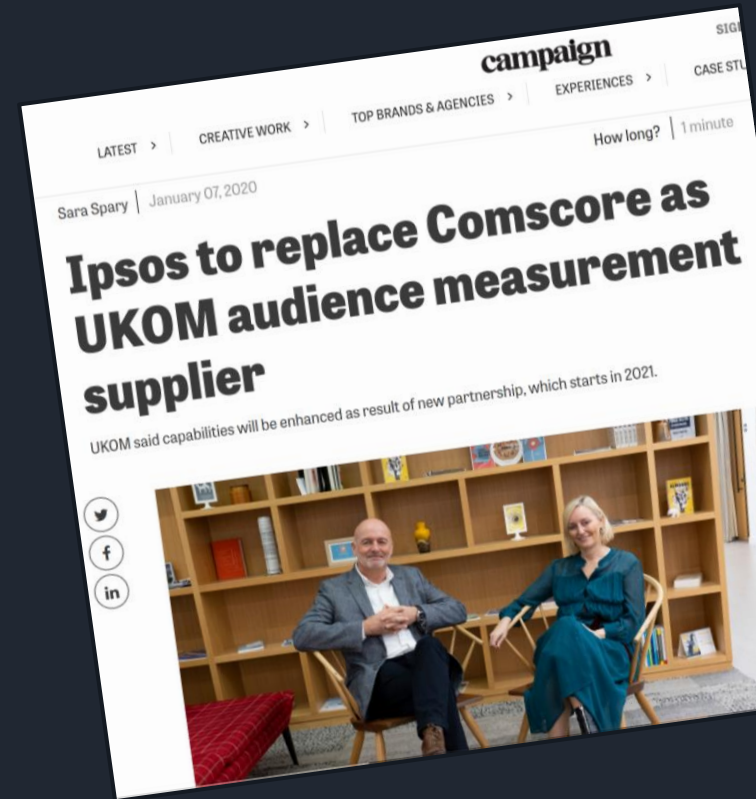 campaign
SIGI
LATEST >
CREATIVE WORK >
TOP BRANDS & AGENCIES >
EXPERIENCES >
CASE STU
Sara Spary | January 07, 2020
How long? | 1 minute
Ipsos to replace Comscore as
UKOM audience measurement
supplier
UKOM said capabilities will be enhanced as result of new partnership, which starts in 2021.
f
in